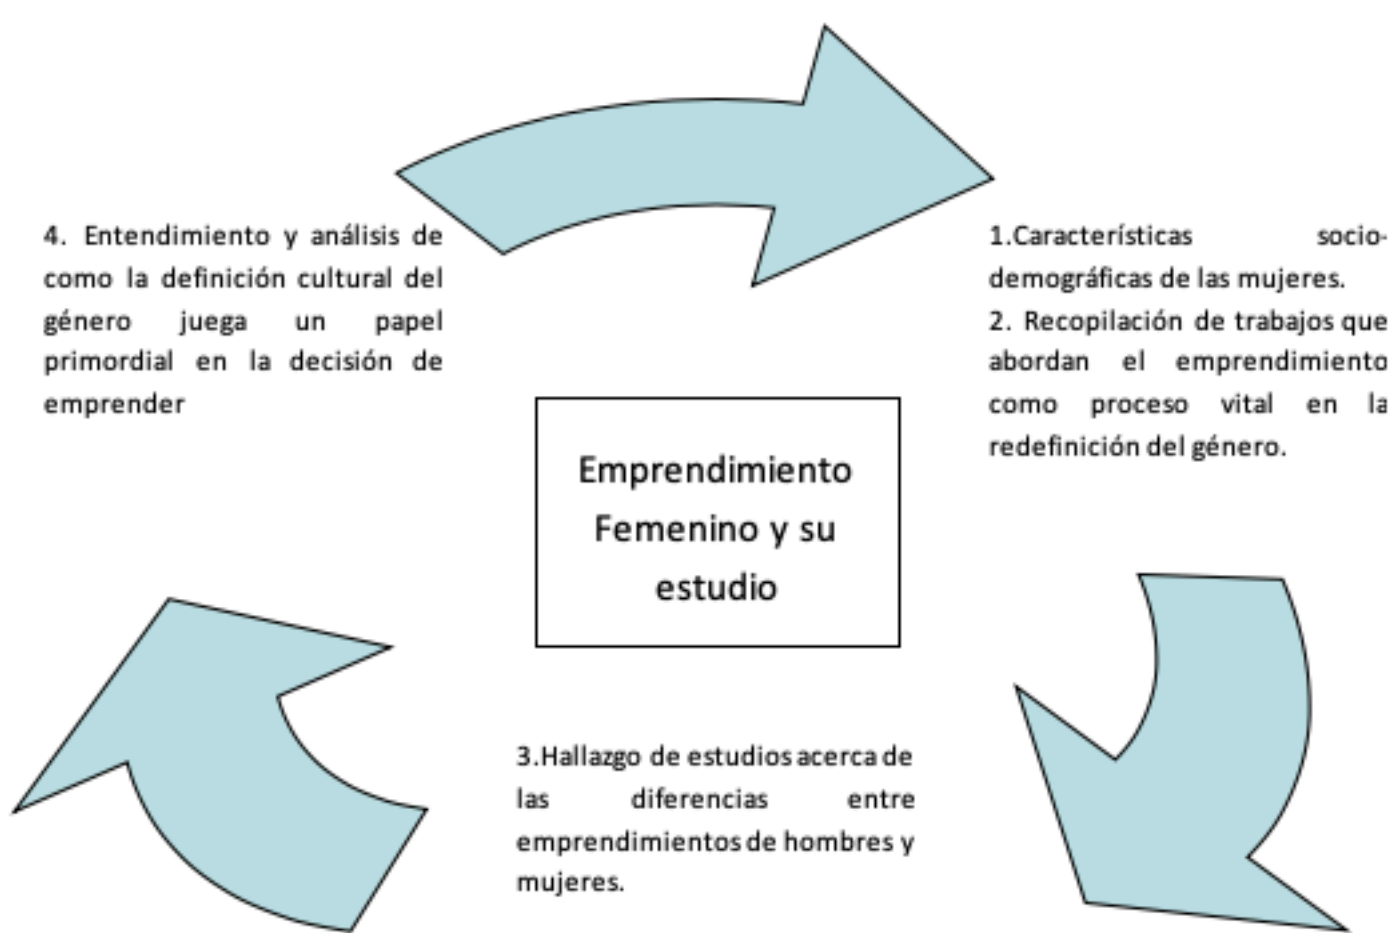 4. Entendimiento y análisis de
como la definición cultural del
género juega un papel
primordial en la decisión de
emprender
1.Características socio-
demográficas de las mujeres.
2. Recopilación de trabajos que
abordan el emprendimiento
como proceso vital en la
redefinición del género.
Emprendimiento
Femenino y su
estudio
3.Hallazgo de estudios acerca de
las diferencias entre
emprendimientos de hombres y
mujeres.